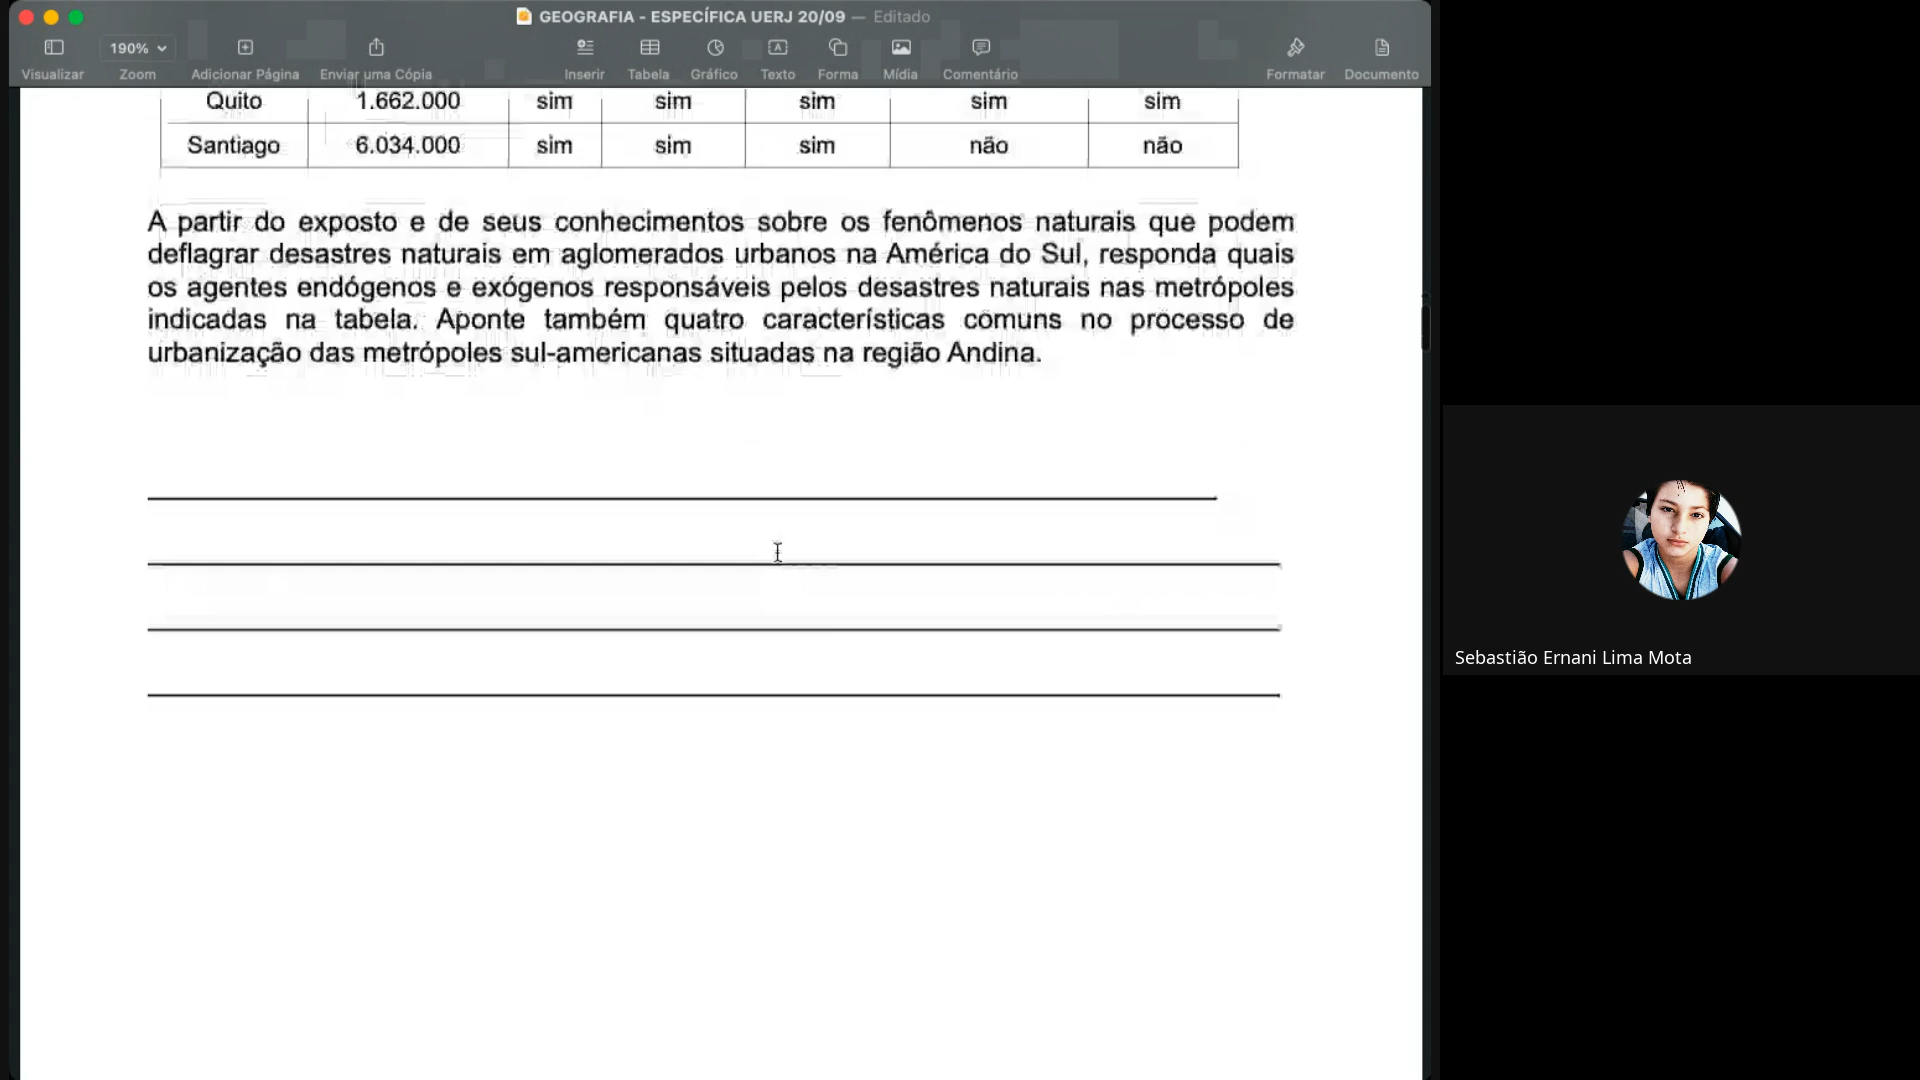 GEOGRAFIA - ESPECÍFICA UERJ 20/09 — Editado
190%
Visualizar Zoom Adicionar Página Enviar uma Cópia Inserir Tabela Gráfico Texto Forma Mídia Comentário Formatar Documento
Quito 1.662.000 sim sim sim sim sim
Santiago 6.034.000 sim sim sim não não
A partir do exposto e de seus conhecimentos sobre os fenômenos naturais que podem
deflagrar desastres naturais em aglomerados urbanos na América do Sul, responda quais
os agentes endógenos e exógenos responsáveis pelos desastres naturais nas metrópoles
indicadas na tabela. Aponte também quatro características comuns no processo de
urbanização das metrópoles sul-americanas situadas na região Andina.
Sebastião Ernani Lima Mota